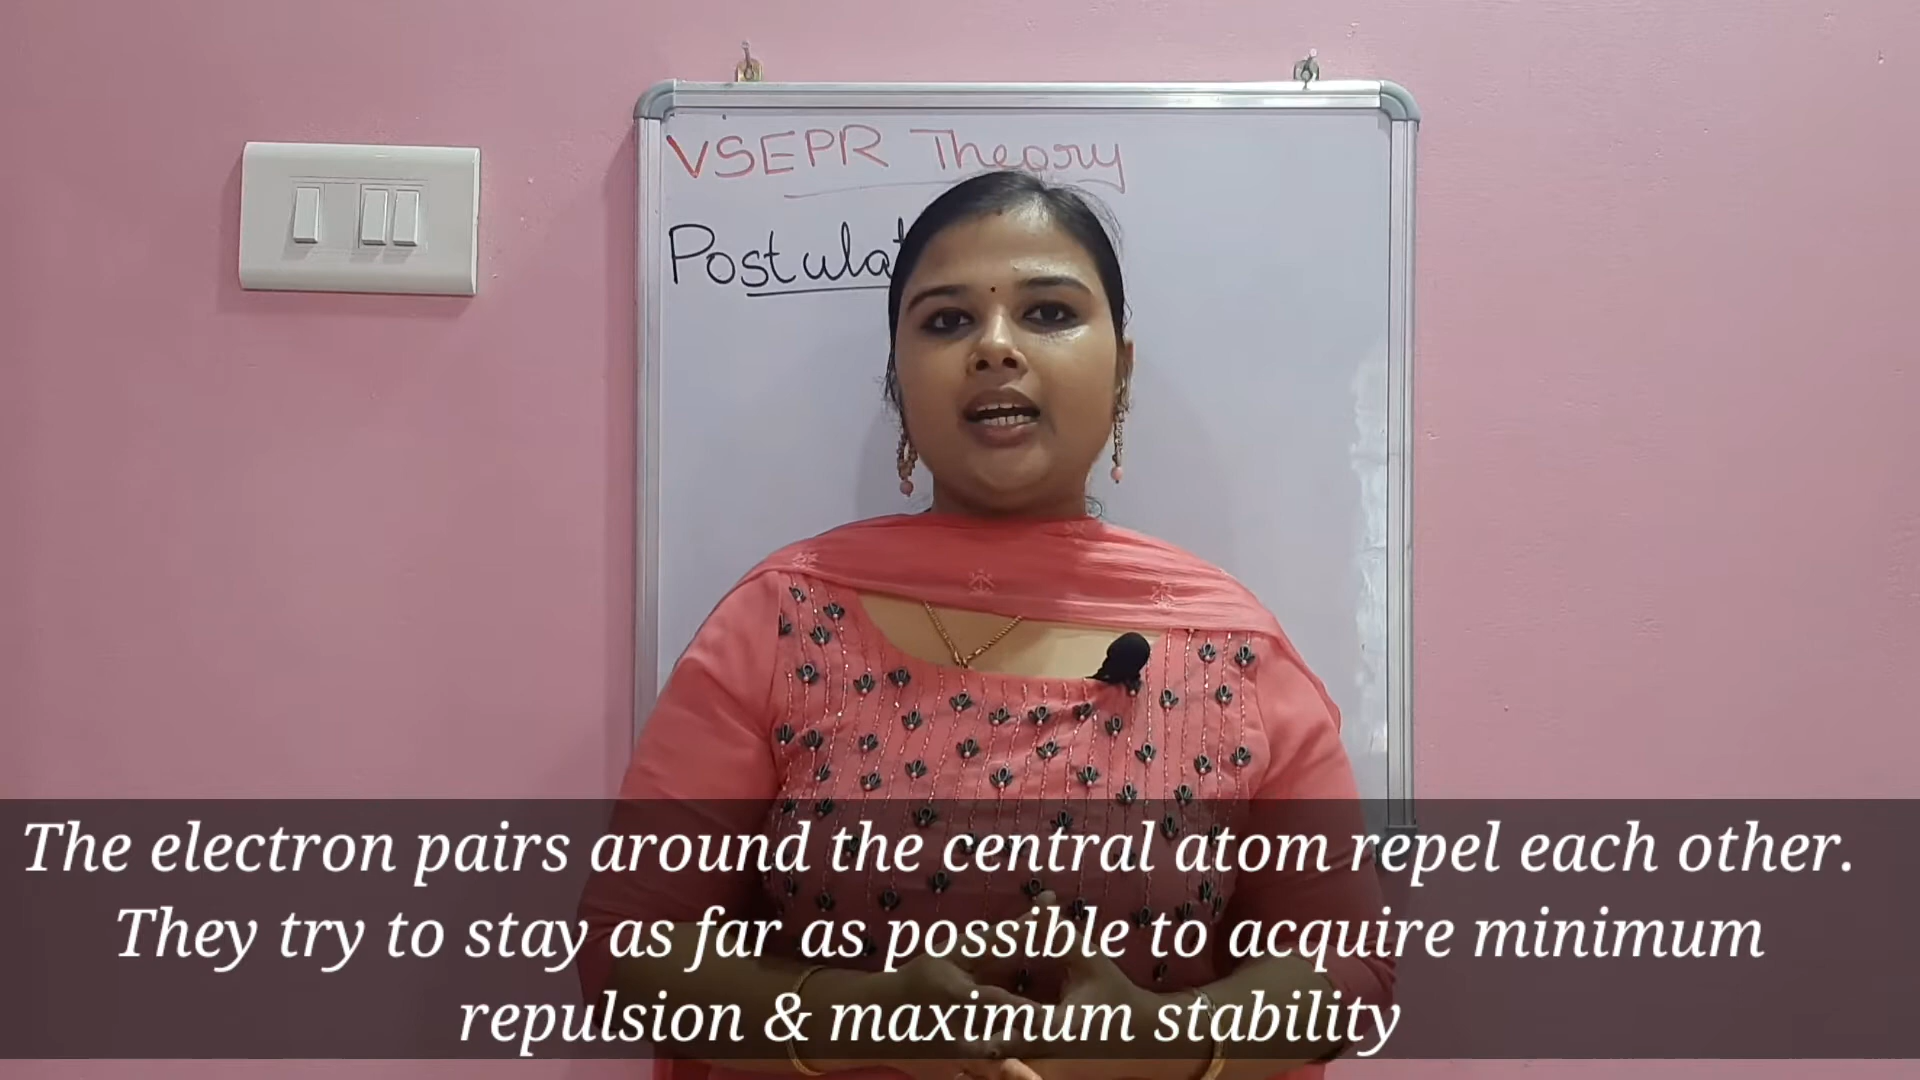 VSEPR Theory
The electron pairs around the central atom repel each other.
They try to stay as far as possible to acquire minimum
repulsion & maximum stability